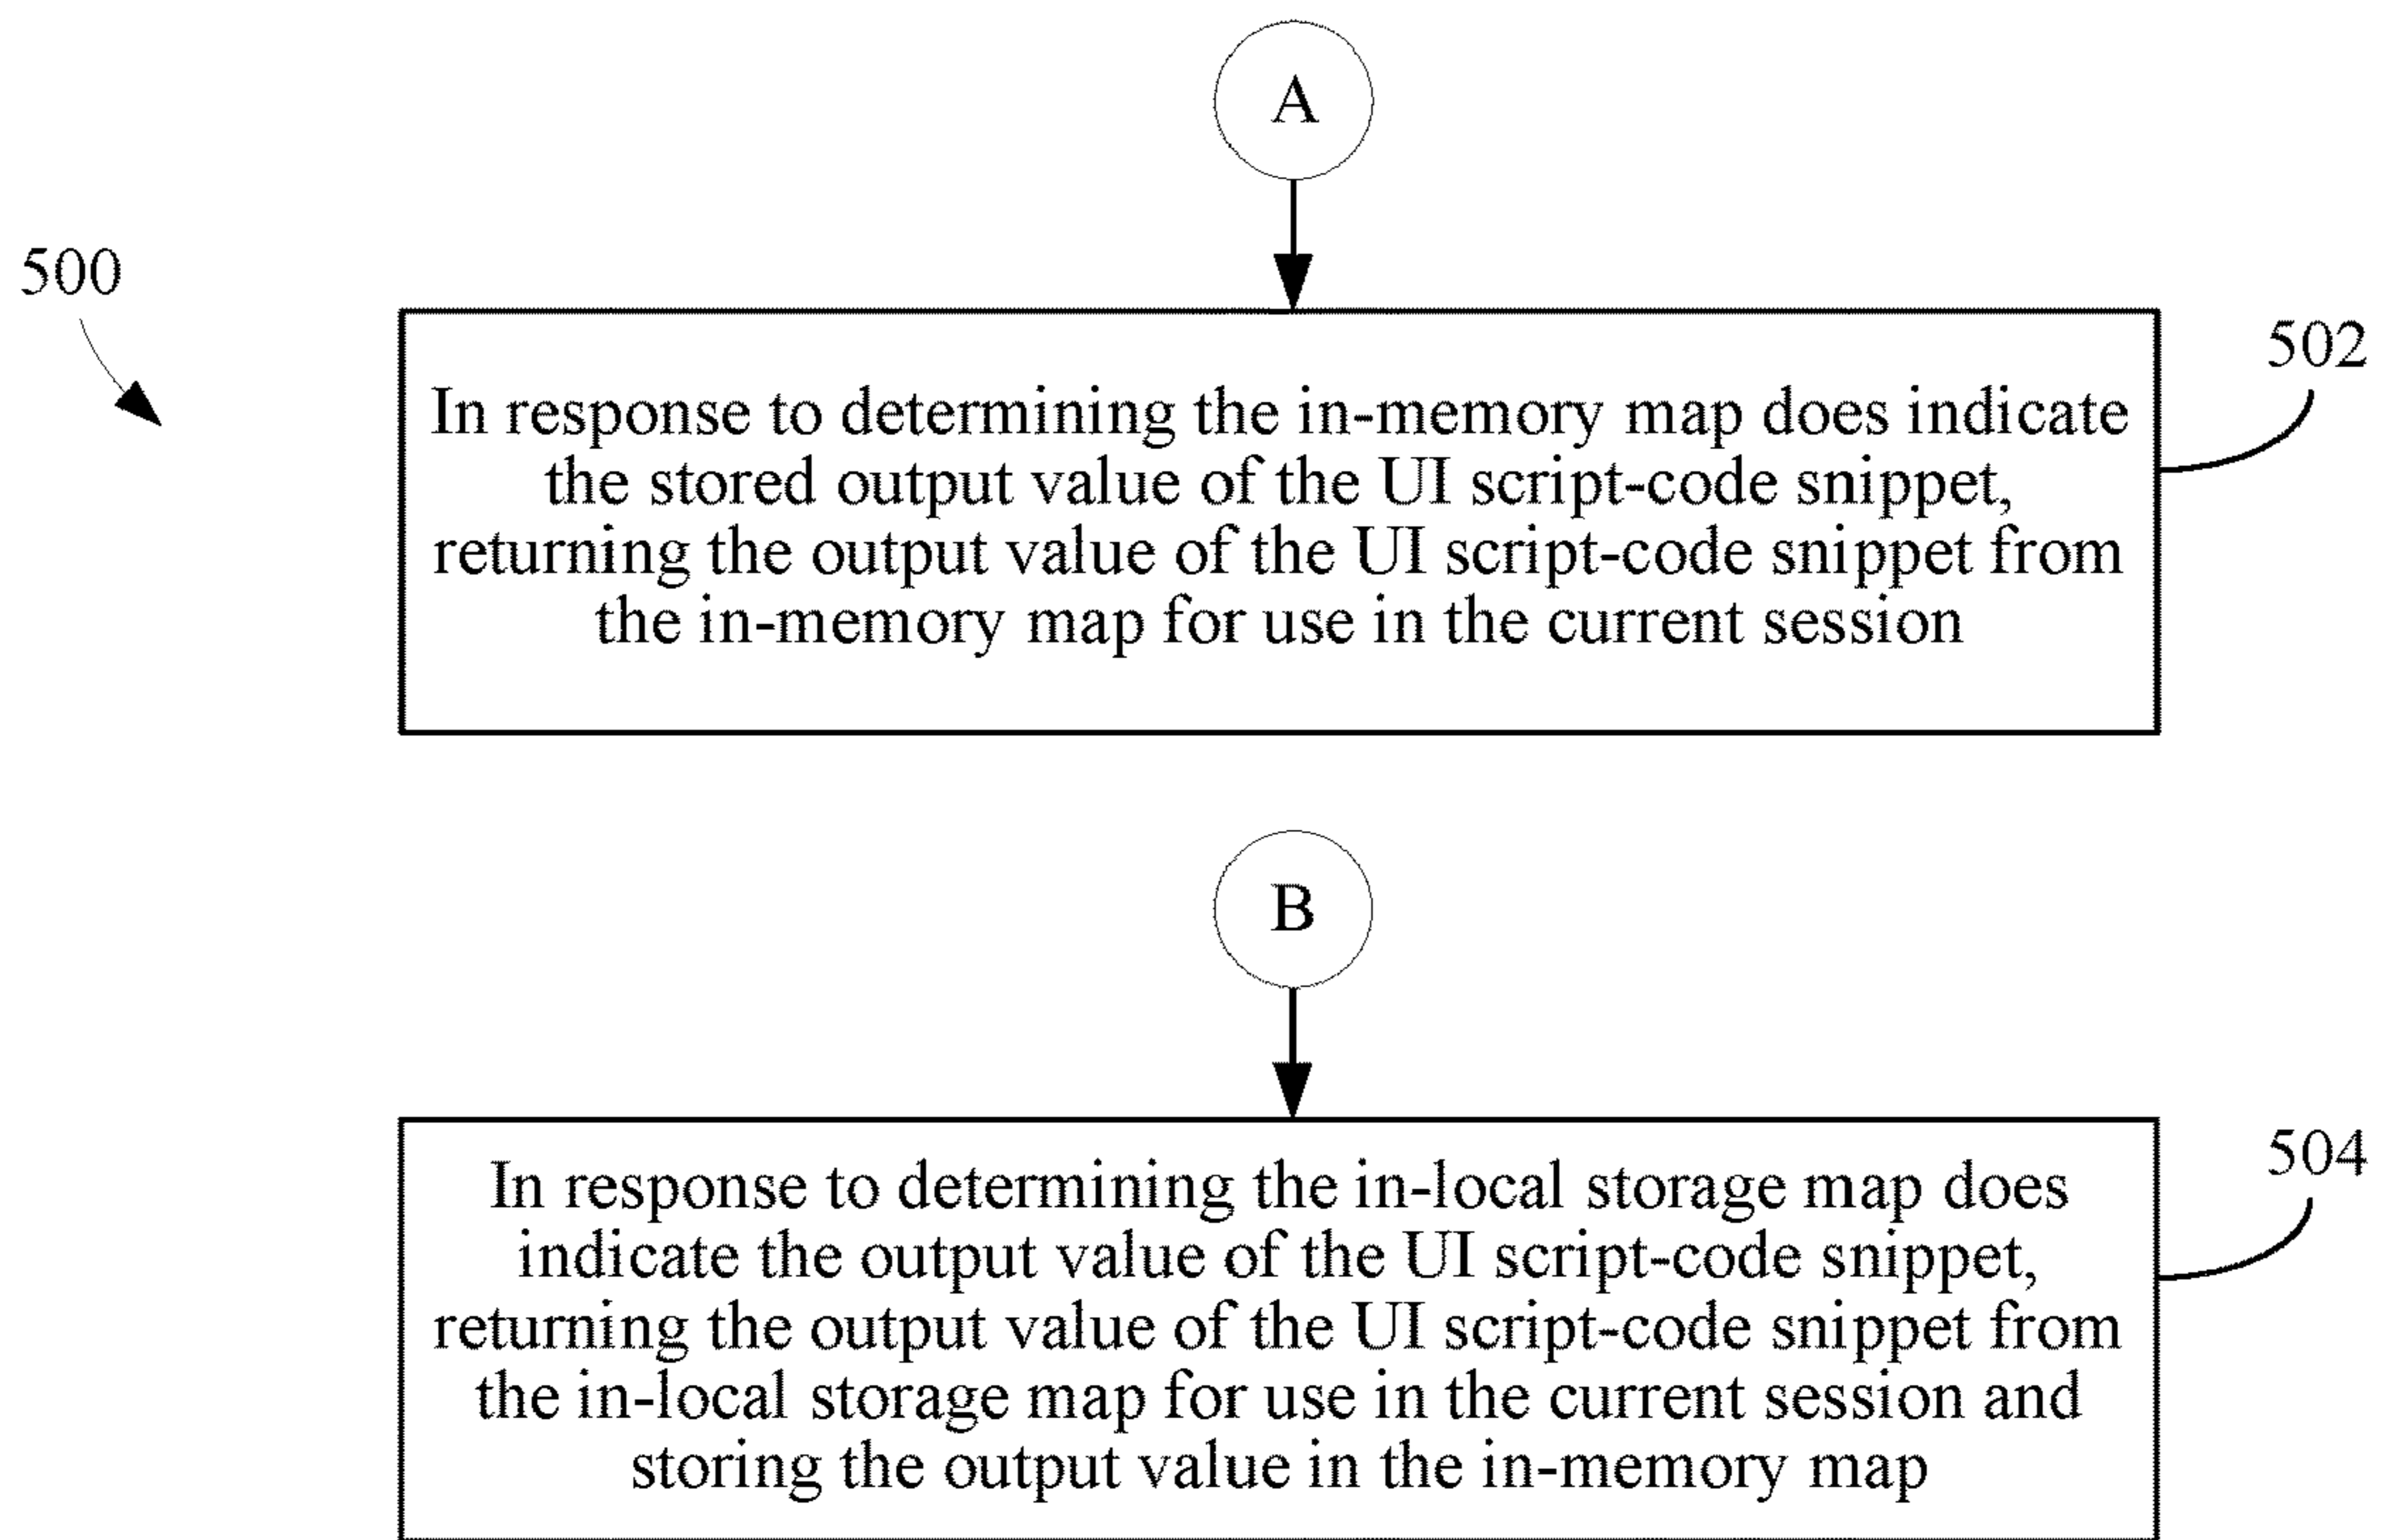 A
500
502
In response to determining the in-memory map does indicate
the stored output value of the UI script-code snippet,
returning the output value of the UI script-code snippet from
the in-memory map for use in the current session
B
504
In response to determining the in-local storage map does
indicate the output value of the UI script-code snippet,
returning the output value of the UI script-code snippet from
the in-local storage map for use in the current session and
storing the output value in the in-memory map